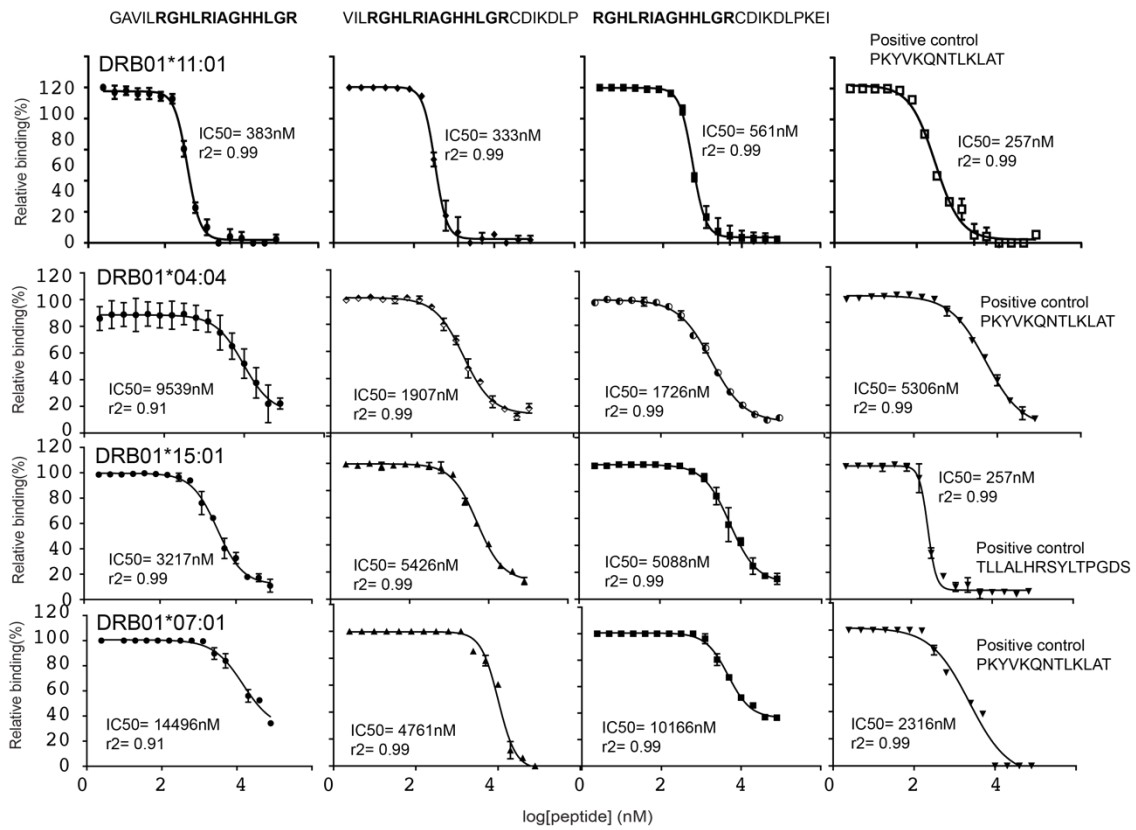 GAVILRGHLRIAGHHLGR
VILRGHLRIAGHHLGRCDIKDLP
RGHLRIAGHHLGRCDIKDLPKEI
DRB01*11:01
Relative binding(%)
120
100
80
60
40
20
0
IC50= 383nM
r2= 0.99
IC50= 333nM
r2= 0.99
IC50= 561nM
r2= 0.99
Positive control
PKYVKQNTLKLAT
IC50= 257nM
r2= 0.99
DRB01*04:04
Relative binding(%)
120
100
80
60
40
20
0
IC50= 9539nM
r2= 0.91
IC50= 1907nM
r2= 0.99
IC50= 1726nM
r2= 0.99
Positive control
PKYVKQNTLKLAT
IC50= 5306nM
r2= 0.99
DRB01*15:01
Relative binding(%)
120
100
80
60
40
20
0
IC50= 3217nM
r2= 0.99
IC50= 5426nM
r2= 0.99
IC50= 5088nM
r2= 0.99
IC50= 257nM
r2= 0.99
Positive control
TLLALHRSYLTPGDS
DRB01*07:01
Relative binding(%)
120
100
80
60
40
20
0
IC50= 14496nM
r2= 0.91
IC50= 4761nM
r2= 0.99
IC50= 10166nM
r2= 0.99
Positive control
PKYVKQNTLKLAT
IC50= 2316nM
r2= 0.99
0 2 4 0 2 4 0 2 4 0 2 4 6
log[peptide] (nM)